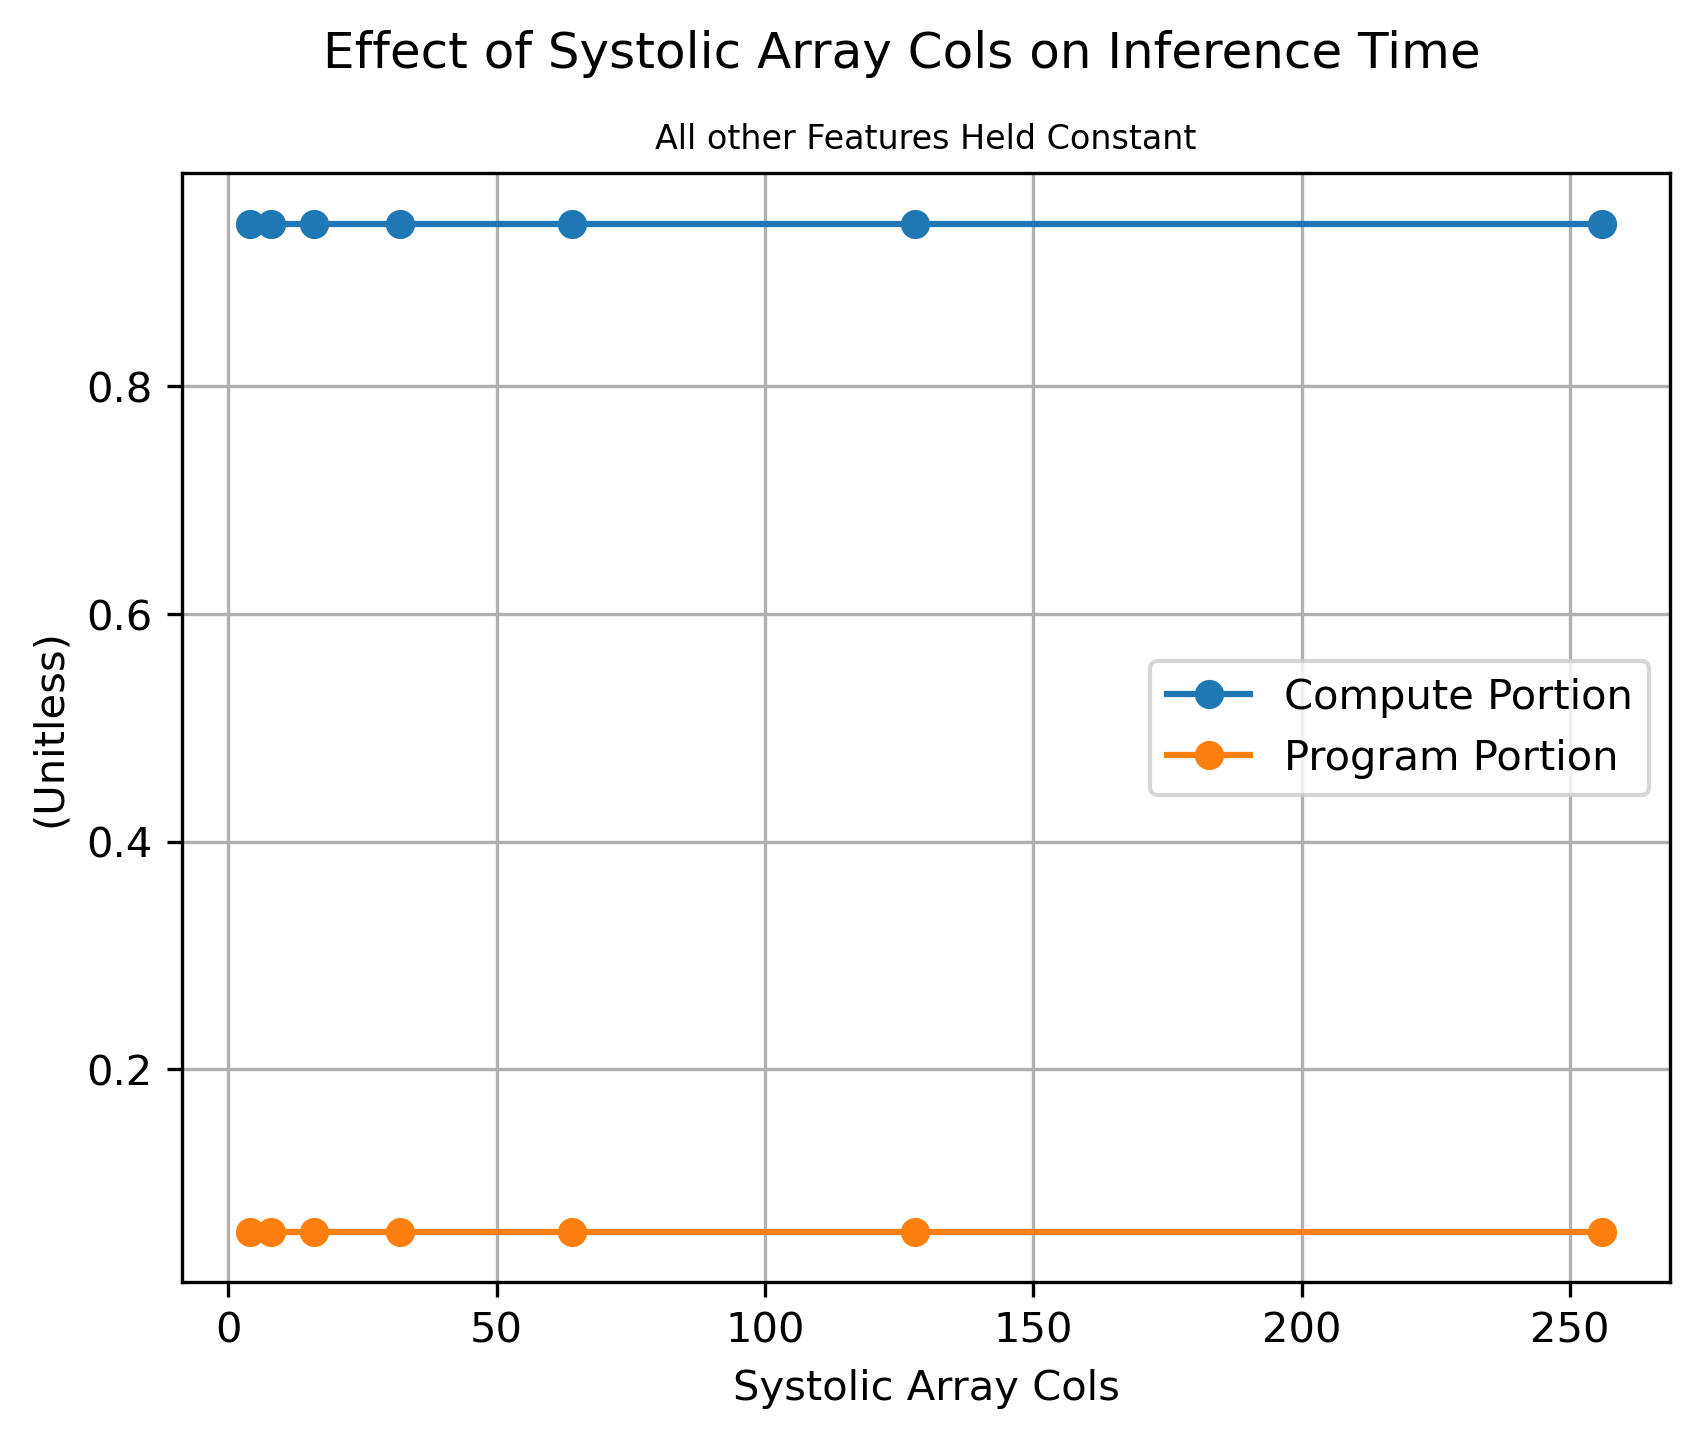 Effect of Systolic Array Cols on Inference Time
All other Features Held Constant
(Unitless)
0.8
0.6
0.4
0.2
Compute Portion
Program Portion
0 50 100 150 200 250
Systolic Array Cols